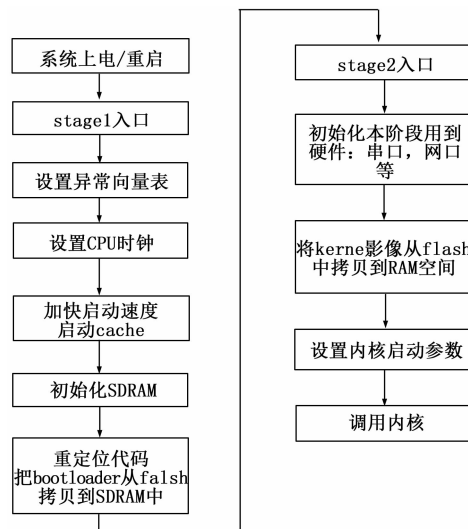 系统上电/重启
stage1入口
设置异常向量表
设置CPU时钟
加快启动速度
启动cache
初始化SDRAM
重定位代码
把bootloader从falsh
拷贝到SDRAM中
stage2入口
初始化本阶段用到
硬件：串口，网口
等
将kerne影像从flash
中拷贝到RAM空间
设置内核启动参数
调用内核